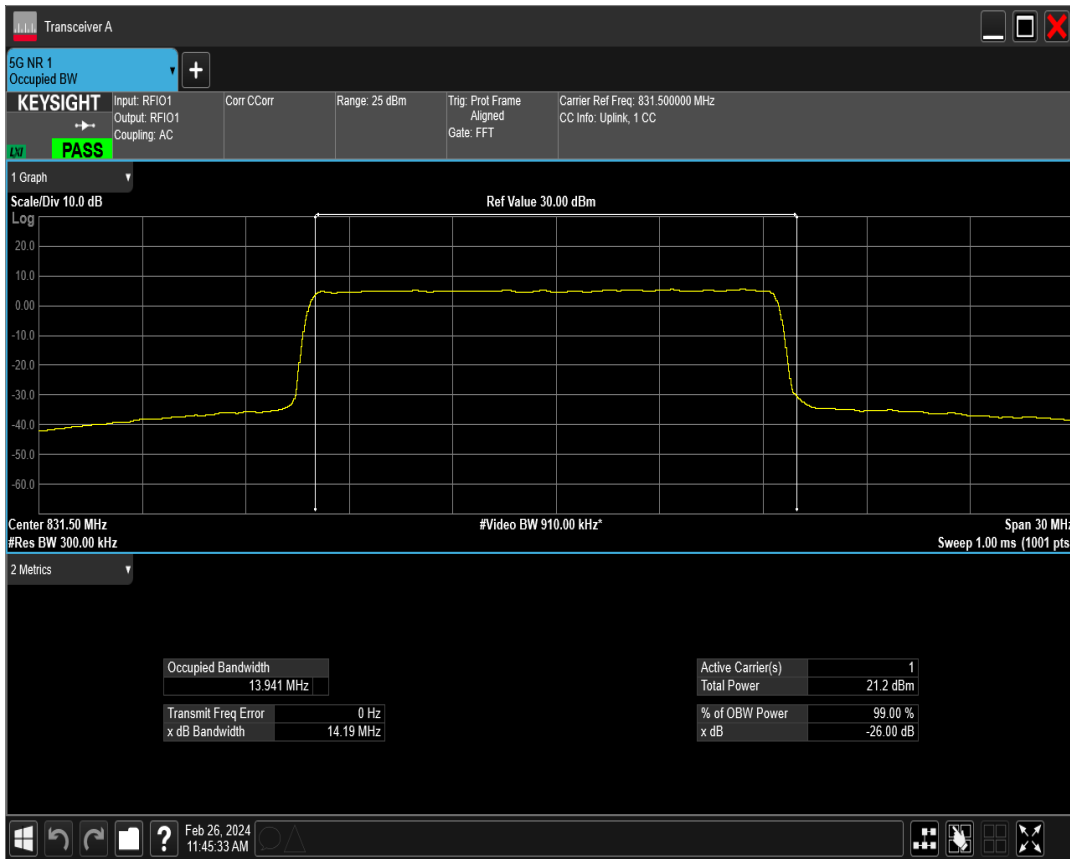 Transceiver A
5G NR 1
Occupied BW
KEYSIGHT
LXI
PASS
Input: RFIO1
Output: RFIO1
Coupling: AC
Corr CCorr
Range: 25 dBm
Trig: Prot Frame
Aligned
Gate: FFT
Carrier Ref Freq: 831.500000 MHz
CC Info: Uplink, 1 CC
1 Graph
Scale/Div 10.0 dB
Ref Value 30.00 dBm
Log
20.0
10.0
0.00
-10.0
-20.0
-30.0
-40.0
-50.0
-60.0
Center 831.50 MHz
#Video BW 910.00 kHz*
Span 30 MHz
#Res BW 300.00 kHz
Sweep 1.00 ms (1001 pts
2 Metrics
Occupied Bandwidth
13.941 MHz
Transmit Freq Error 0 Hz
x dB Bandwidth 14.19 MHz
Active Carrier(s) 1
Total Power 21.2 dBm
% of OBW Power 99.00 %
x dB -26.00 dB
?
Feb 26, 2024
11:45:33 AM